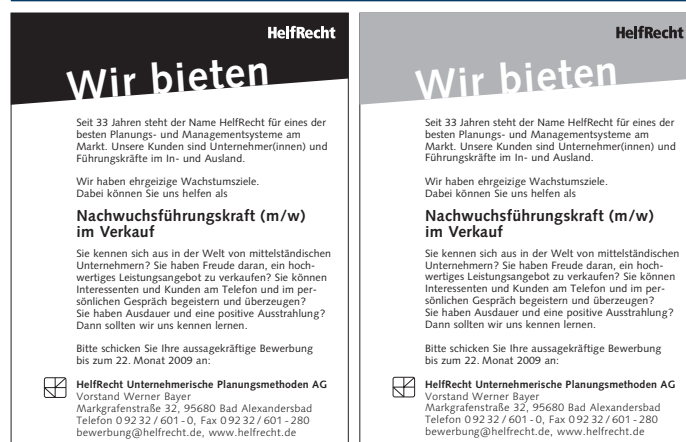 HelfRecht
Wir bieten
Seit 33 Jahren steht der Name HelfRecht für eines der
besten Planungs- und Managementsysteme am
Markt. Unsere Kunden sind Unternehmer(innen) und
Führungskräfte im In- und Ausland.
Wir haben ehrgeizige Wachstumsziele.
Dabei können Sie uns helfen als
Nachwuchsführungskraft (m/w)
im Verkauf
Sie kennen sich aus in der Welt von mittelständischen
Unternehmern? Sie haben Freude daran, ein hoch-
wertiges Leistungsangebot zu verkaufen? Sie können
Interessenten und Kunden am Telefon und im per-
sönlichen Gespräch begeistern und überzeugen?
Sie haben Ausdauer und eine positive Ausstrahlung?
Dann sollten wir uns kennen lernen.
Bitte schicken Sie Ihre aussagekräftige Bewerbung
bis zum 22. Monat 2009 an:
HelfRecht Unternehmerische Planungsmethoden AG
Vorstand Werner Bayer
Markgrafenstraße 32, 95680 Bad Alexandersbad
Telefon 0 92 32 / 601 - 0, Fax 0 92 32 / 601 - 280
bewerbung@helfrecht.de, www.helfrecht.de
HelfRecht
Wir bieten
Seit 33 Jahren steht der Name HelfRecht für eines der
besten Planungs- und Managementsysteme am
Markt. Unsere Kunden sind Unternehmer(innen) und
Führungskräfte im In- und Ausland.
Wir haben ehrgeizige Wachstumsziele.
Dabei können Sie uns helfen als
Nachwuchsführungskraft (m/w)
im Verkauf
Sie kennen sich aus in der Welt von mittelständischen
Unternehmern? Sie haben Freude daran, ein hoch-
wertiges Leistungsangebot zu verkaufen? Sie können
Interessenten und Kunden am Telefon und im per-
sönlichen Gespräch begeistern und überzeugen?
Sie haben Ausdauer und eine positive Ausstrahlung?
Dann sollten wir uns kennen lernen.
Bitte schicken Sie Ihre aussagekräftige Bewerbung
bis zum 22. Monat 2009 an:
HelfRecht Unternehmerische Planungsmethoden AG
Vorstand Werner Bayer
Markgrafenstraße 32, 95680 Bad Alexandersbad
Telefon 0 92 32 / 601 - 0, Fax 0 92 32 / 601 - 280
bewerbung@helfrecht.de, www.helfrecht.de